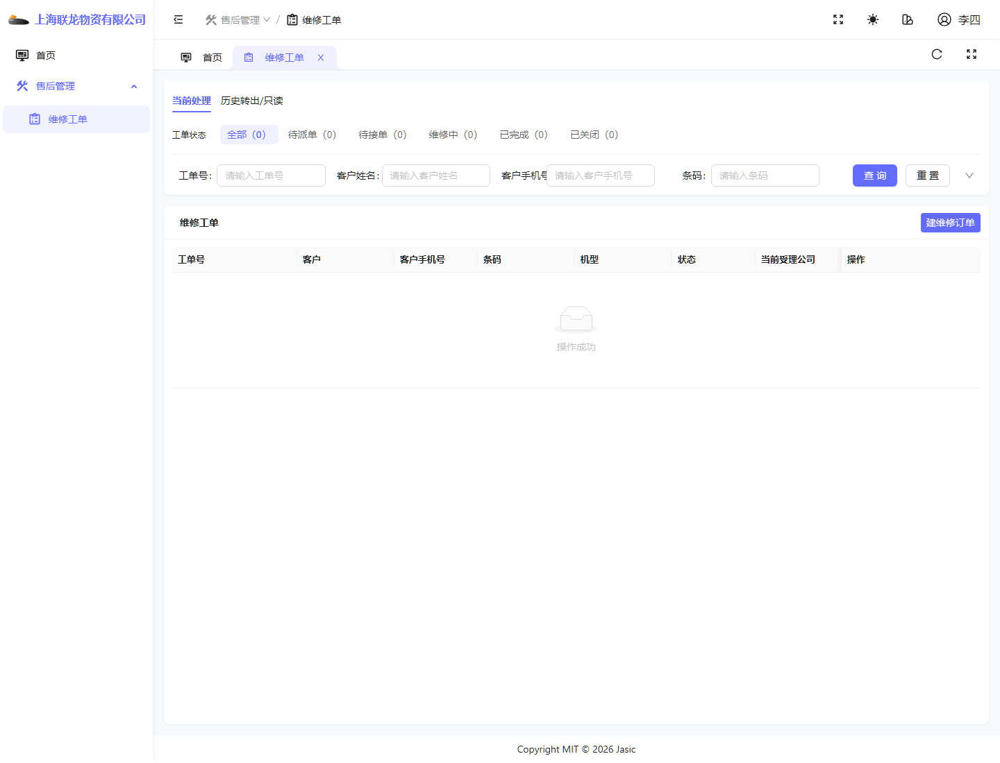 上海联龙物资有限公司
售后管理 / 维修工单
李四
首页
售后管理
维修工单
首页
维修工单
当前处理 历史转出/只读
工单状态 全部（0） 待派单（0） 待接单（0） 维修中（0） 已完成（0） 已关闭（0）
工单号： 请输入工单号 客户姓名： 请输入客户姓名 客户手机号 请输入客户手机号 条码： 请输入条码 查 询 重 置
维修工单 建维修订单
工单号 客户 客户手机号 条码 机型 状态 当前受理公司 操作
操作成功
Copyright MIT © 2026 Jasic